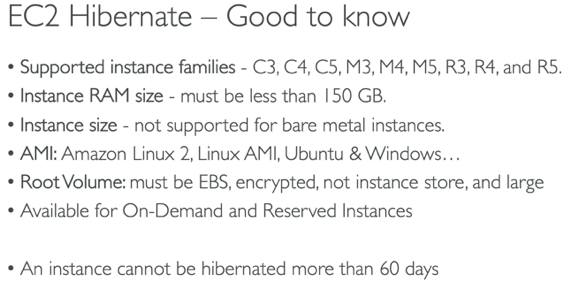 EC2 Hibernate – Good to know
• Supported instance families - C3, C4, C5, M3, M4, M5, R3, R4, and R5.
• Instance RAM size - must be less than 150 GB.
• Instance size - not supported for bare metal instances.
• AMI: Amazon Linux 2, Linux AMI, Ubuntu & Windows…
• Root Volume: must be EBS, encrypted, not instance store, and large
• Available for On-Demand and Reserved Instances
• An instance cannot be hibernated more than 60 days